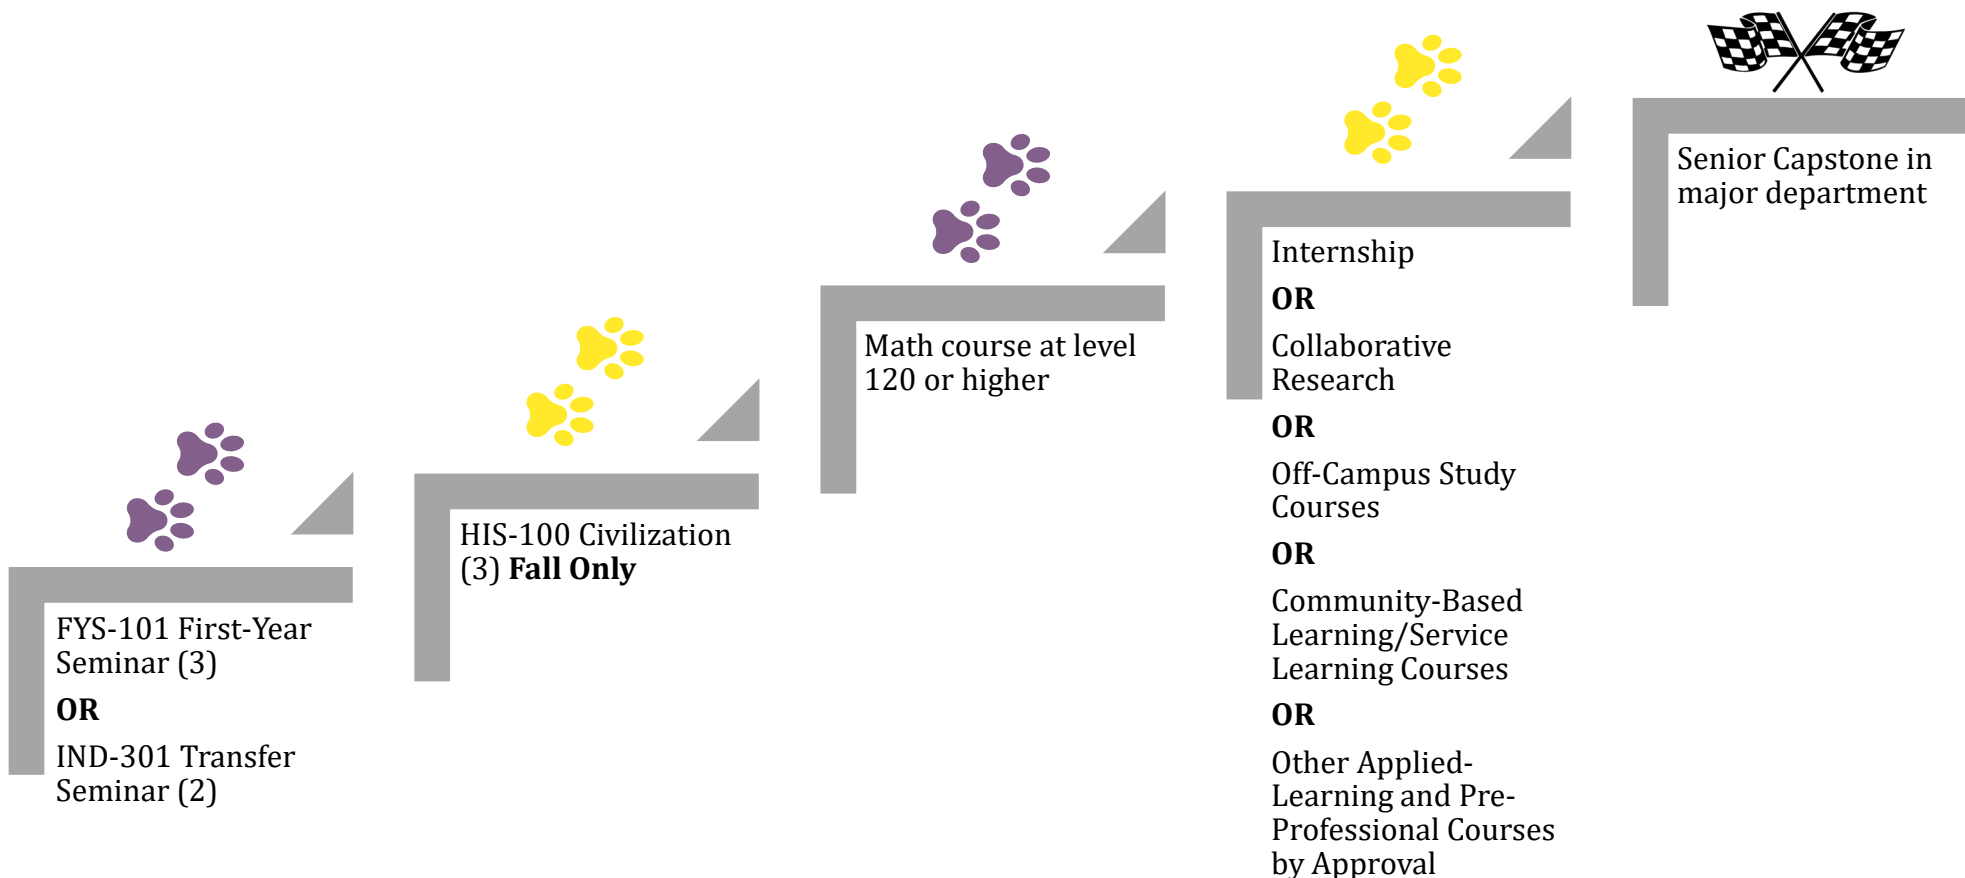 FYS-101 First-Year
Seminar (3)
OR
IND-301 Transfer
Seminar (2)
HIS-100 Civilization
(3) Fall Only
Math course at level
120 or higher
Internship
OR
Collaborative
Research
OR
Off-Campus Study
Courses
OR
Community-Based
Learning/Service
Learning Courses
OR
Other Applied-
Learning and Pre-
Professional Courses
by Approval
Senior Capstone in
major department